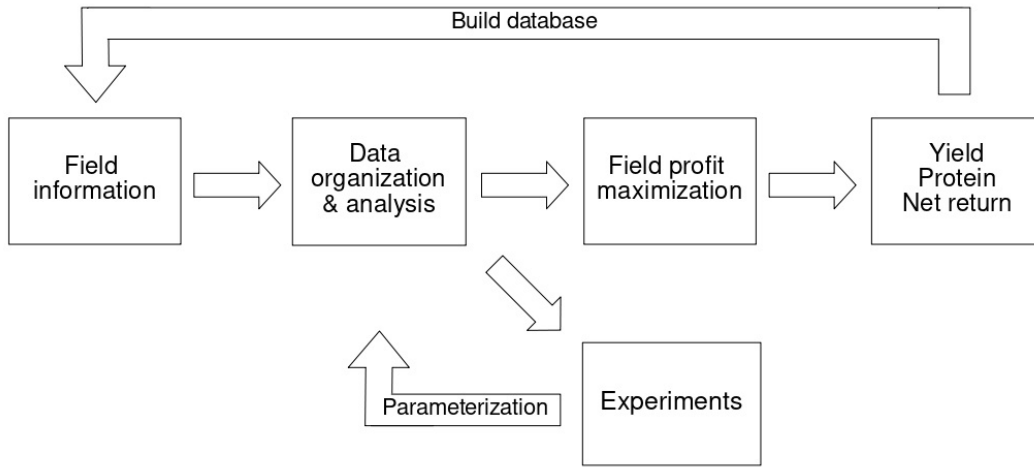 Build database
Field
information
Data
organization
& analysis
Field profit
maximization
Yield
Protein
Net return
Parameterization
Experiments